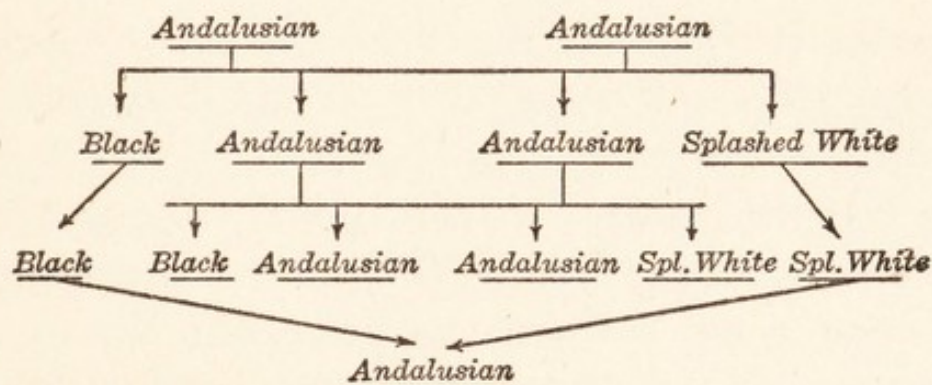 Andalusian Andalusian
Black Andalusian Andalusian Splashed White
Black Black Andalusian Andalusian Spl. White Spl. White
Andalusian